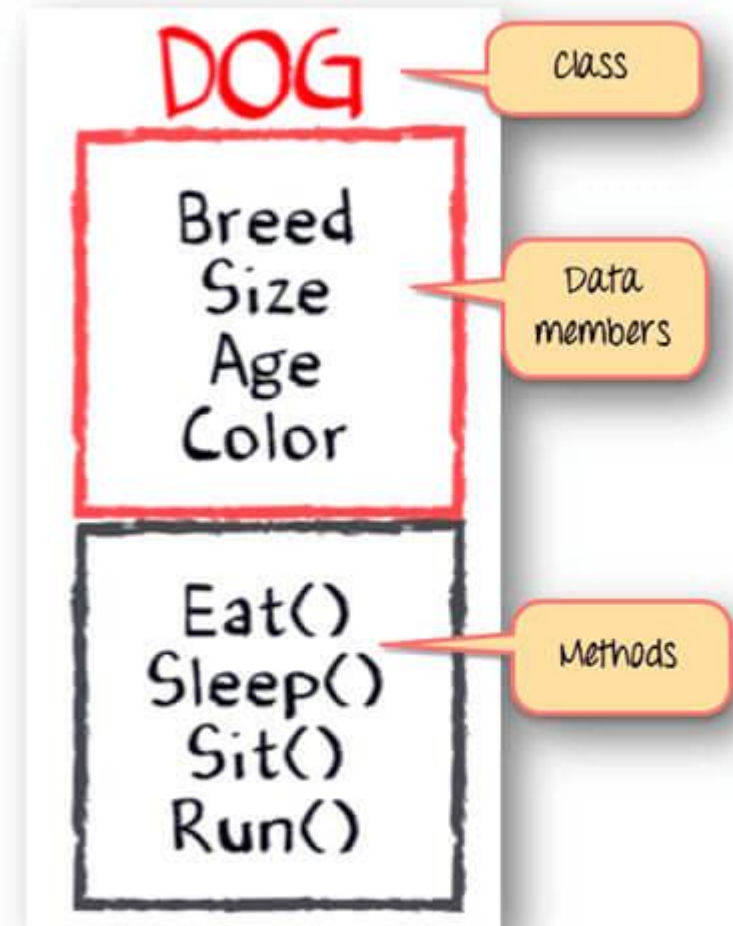 DOG
Class
Breed
Size
Age
Color
Data
members
Eat()
Sleep()
Sit()
Run()
Methods